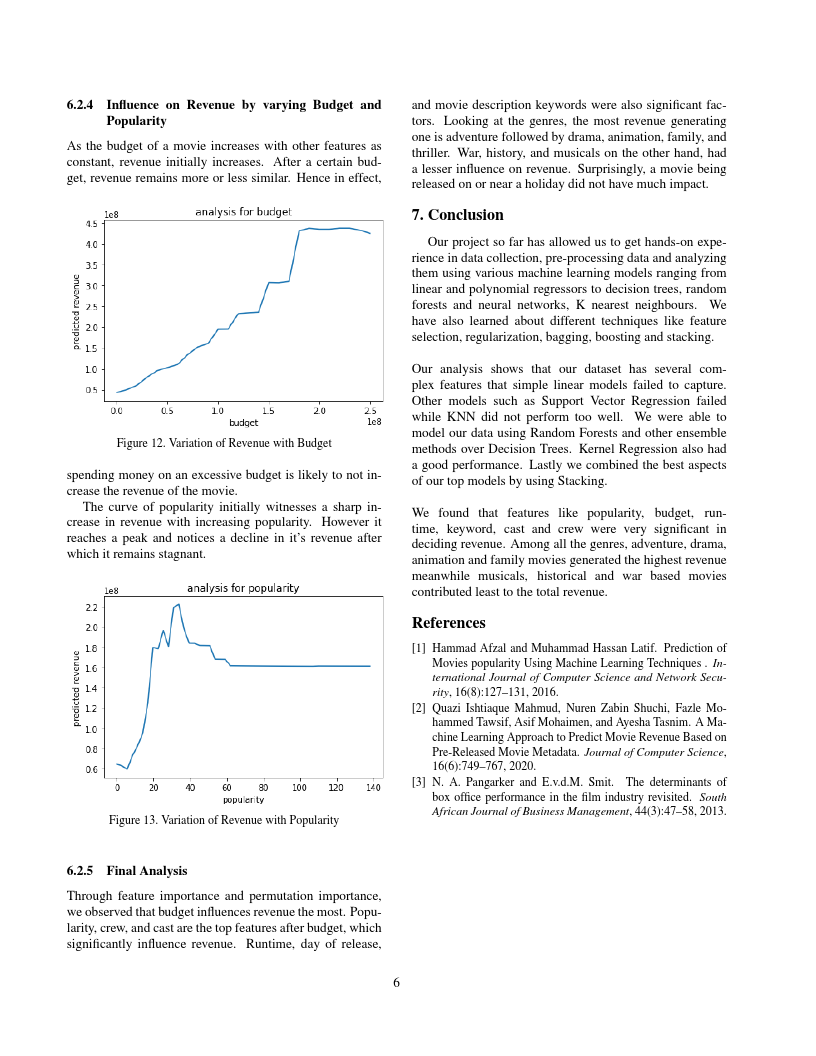 6.2.4 Influence on Revenue by varying Budget and
Popularity
As the budget of a movie increases with other features as
constant, revenue initially increases. After a certain bud-
get, revenue remains more or less similar. Hence in effect,
1e8
analysis for budget
4.5
4.0
3.5
3.0
2.5
2.0
1.5
1.0
0.5
predicted revenue
0.0 0.5 1.0 1.5 2.0 2.5
budget
1e8
Figure 12. Variation of Revenue with Budget
spending money on an excessive budget is likely to not in-
crease the revenue of the movie.
The curve of popularity initially witnesses a sharp in-
crease in revenue with increasing popularity. However it
reaches a peak and notices a decline in it's revenue after
which it remains stagnant.
1e8
analysis for popularity
2.2
2.0
1.8
1.6
1.4
1.2
1.0
0.8
0.6
predicted revenue
0 20 40 60 80 100 120 140
popularity
Figure 13. Variation of Revenue with Popularity
6.2.5 Final Analysis
Through feature importance and permutation importance,
we observed that budget influences revenue the most. Popu-
larity, crew, and cast are the top features after budget, which
significantly influence revenue. Runtime, day of release,
and movie description keywords were also significant fac-
tors. Looking at the genres, the most revenue generating
one is adventure followed by drama, animation, family, and
thriller. War, history, and musicals on the other hand, had
a lesser influence on revenue. Surprisingly, a movie being
released on or near a holiday did not have much impact.
7. Conclusion
Our project so far has allowed us to get hands-on expe-
rience in data collection, pre-processing data and analyzing
them using various machine learning models ranging from
linear and polynomial regressors to decision trees, random
forests and neural networks, K nearest neighbours. We
have also learned about different techniques like feature
selection, regularization, bagging, boosting and stacking.
Our analysis shows that our dataset has several com-
plex features that simple linear models failed to capture.
Other models such as Support Vector Regression failed
while KNN did not perform too well. We were able to
model our data using Random Forests and other ensemble
methods over Decision Trees. Kernel Regression also had
a good performance. Lastly we combined the best aspects
of our top models by using Stacking.
We found that features like popularity, budget, run-
time, keyword, cast and crew were very significant in
deciding revenue. Among all the genres, adventure, drama,
animation and family movies generated the highest revenue
meanwhile musicals, historical and war based movies
contributed least to the total revenue.
References
[1] Hammad Afzal and Muhammad Hassan Latif. Prediction of
Movies popularity Using Machine Learning Techniques . In-
ternational Journal of Computer Science and Network Secu-
rity, 16(8):127–131, 2016.
[2] Quazi Ishtiaque Mahmud, Nuren Zabin Shuchi, Fazle Mo-
hammed Tawsif, Asif Mohaimen, and Ayesha Tasnim. A Ma-
chine Learning Approach to Predict Movie Revenue Based on
Pre-Released Movie Metadata. Journal of Computer Science,
16(6):749–767, 2020.
[3] N. A. Pangarker and E.v.d.M. Smit. The determinants of
box office performance in the film industry revisited. South
African Journal of Business Management, 44(3):47–58, 2013.
6